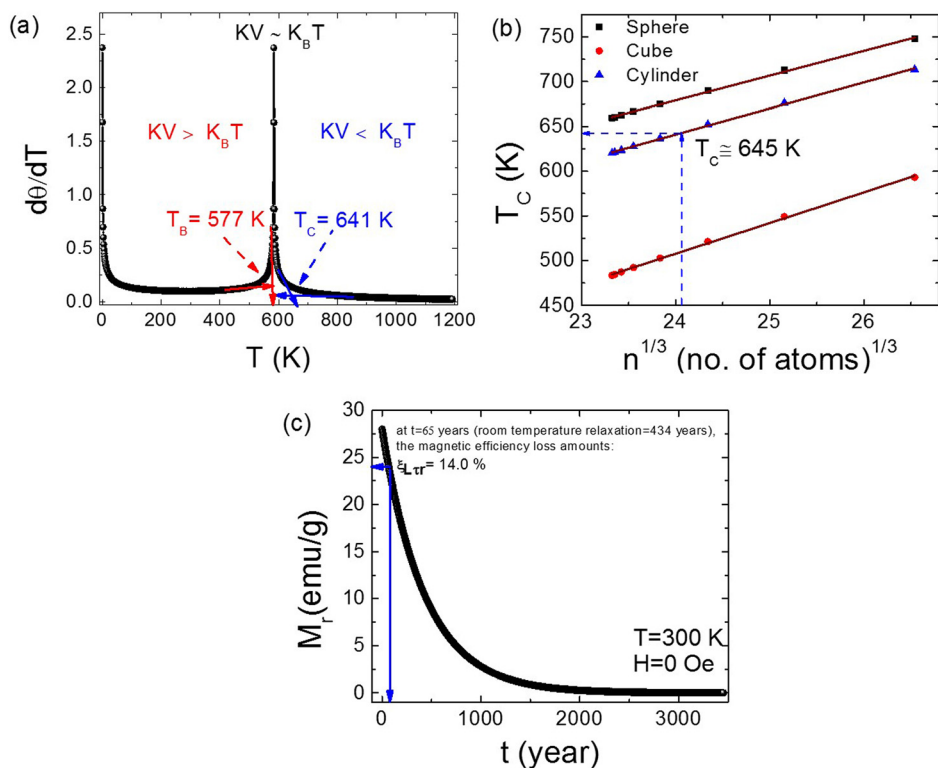 (a)
KV ~ K_BT
2.5
2.0
1.5
1.0
0.5
0.0
dθ/dT
KV > K_BT
KV < K_BT
T_B= 577 K
T_C= 641 K
0 200 400 600 800 1000 1200
T (K)
(b)
750
700
650
600
550
500
450
T_C (K)
Sphere
Cube
Cylinder
T_C≅ 645 K
23 24 25 26
n^1/3 (no. of atoms)^1/3
(c)
30
25
20
15
10
5
0
M_r(emu/g)
at t=65 years (room temperature relaxation=434 years),
the magnetic efficiency loss amounts:
ξ_Lτr= 14.0 %
T=300 K
H=0 Oe
0 1000 2000 3000
t (year)